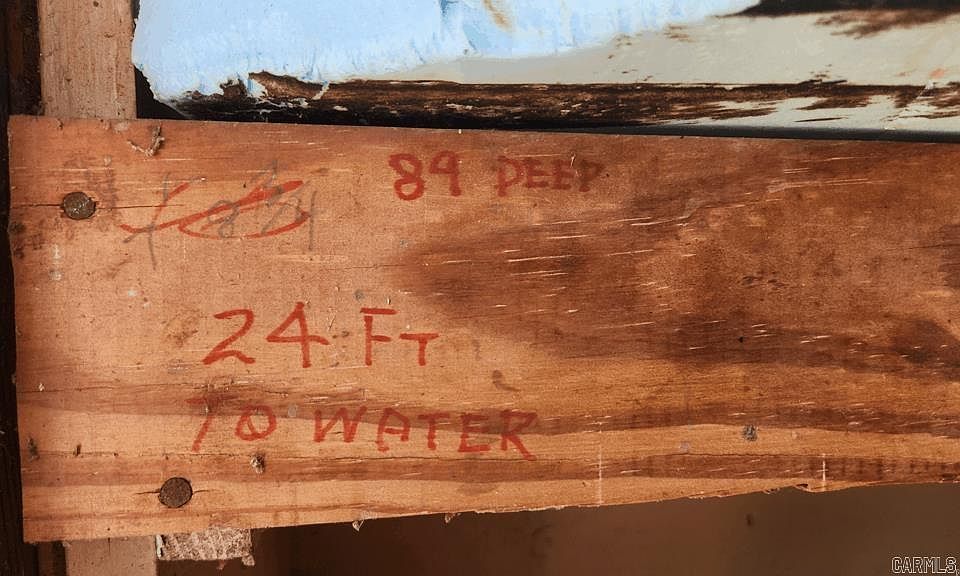 89 DEEP
24 FT
TO WATER
CARMLS